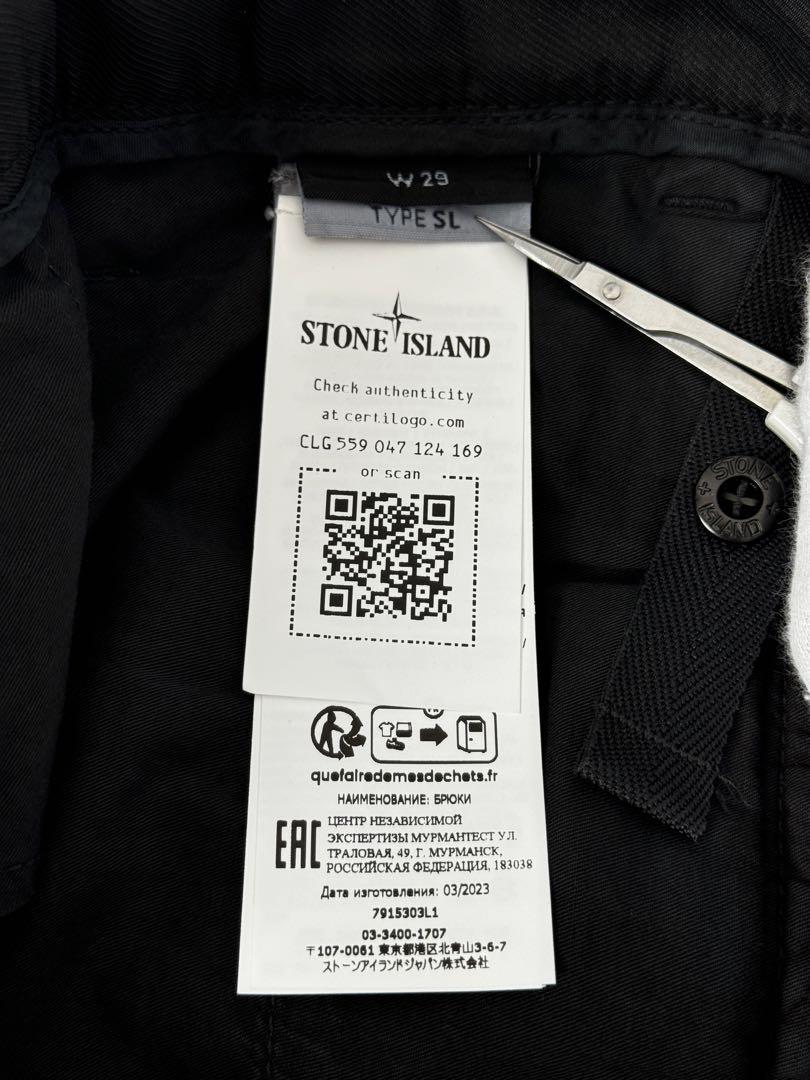 W 29
TYPE SL
STONE ISLAND
Check authenticity
at certilogo.com
CLG 559 047 124 169
or scan
STONE
ISLAND
quefairedemesdechets.fr
НАИМЕНОВАНИЕ: БРЮКИ
EAC
ЦЕНТР НЕЗАВИСИМОЙ
ЭКСПЕРТИЗЫ МУРМАНТЕСТ УЛ.
ТРАЛОВАЯ, 49, Г. МУРМАНСК,
РОССИЙСКАЯ ФЕДЕРАЦИЯ, 183038
Дата изготовления: 03/2023
7915303L1
03-3400-1707
〒107-0061 東京都港区北青山3-6-7
ストーンアイランドジャパン株式会社